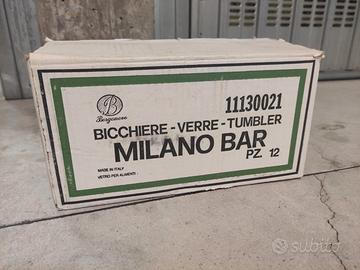 B
Borgonovo
11130021
BICCHIERE - VERRE - TUMBLER
MILANO BAR
PZ. 12
MADE IN ITALY
VETRO PER ALIMENTI
subito